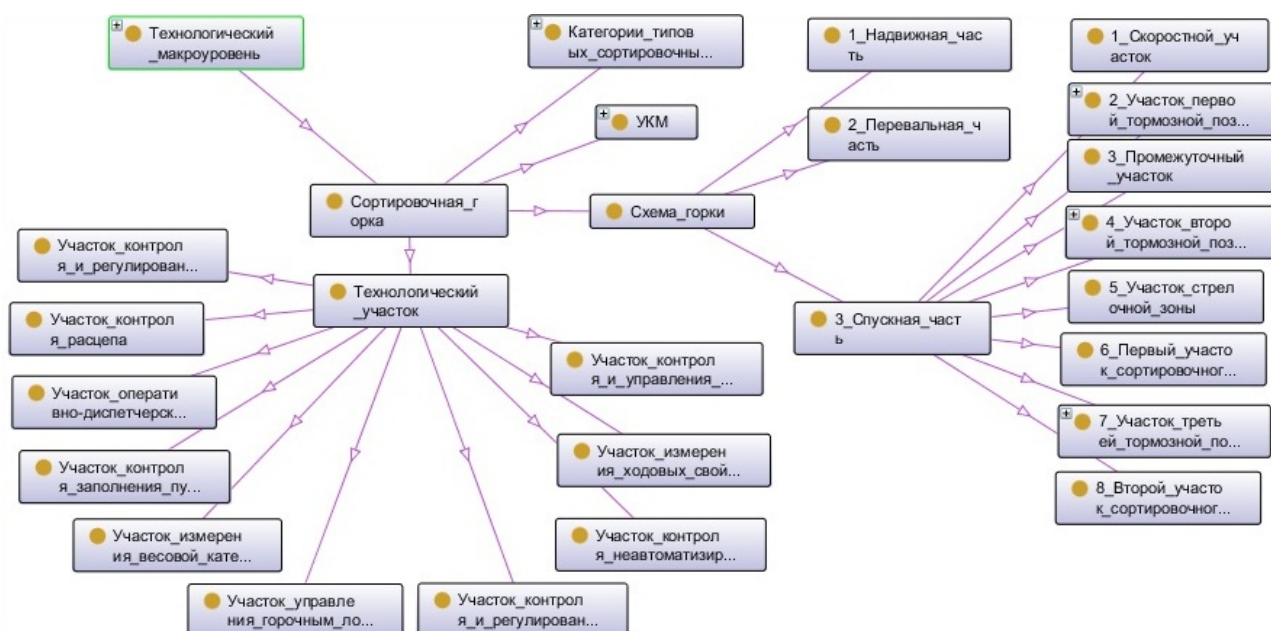 Технологический
_макроуровень
Категории_типов
ых_сортировочны...
1_Надвижная_час
ть
1_Скоростной_уч
асток
2_Участок_перво
й_тормозной_поз...
УКМ
2_Перевальная_ч
асть
3_Промежуточный
_участок
Сортировочная_г
орка
Схема_горки
4_Участок_второ
й_тормозной_поз...
Участок_контрол
я_и_регулирован...
Технологический
_участок
5_Участок_стрел
очной_зоны
Участок_контрол
я_расцепа
3_Спускная_част
ь
6_Первый_участо
к_сортировочног...
Участок_контрол
я_и_управления_...
Участок_операти
вно-диспетчерск...
7_Участок_треть
ей_тормозной_по...
Участок_контрол
я_заполнения_пу...
Участок_измерен
ия_ходовых_свой...
8_Второй_участо
к_сортировочног...
Участок_измерен
ия_весовой_кате...
Участок_контрол
я_неавтоматизир...
Участок_управле
ния_горочным_ло...
Участок_контрол
я_и_регулирован...